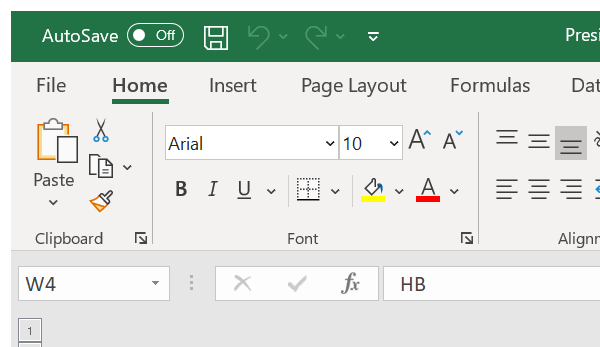 AutoSave Off Presi
File Home Insert Page Layout Formulas Dat
Arial 10 A A
Paste B I U A
Clipboard Font Alignm
W4 fx HB
1